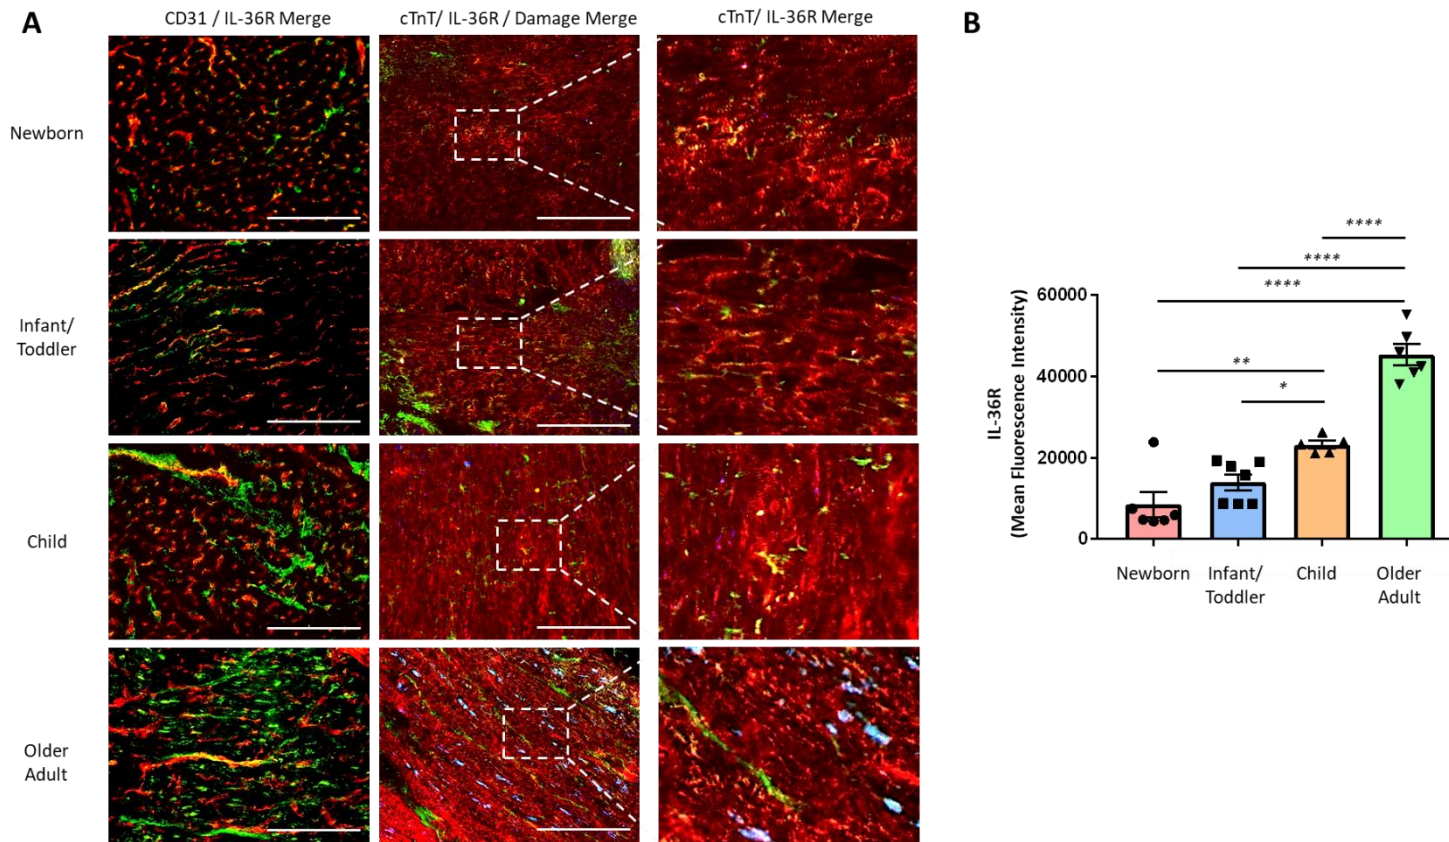 A
CD31 / IL-36R Merge
cTnT/ IL-36R / Damage Merge
cTnT/ IL-36R Merge
Newborn
Infant/
Toddler
Child
Older
Adult
B
****
****
****
**
*
IL-36R
(Mean Fluorescence Intensity)
60000
40000
20000
0
Newborn
Infant/
Toddler
Child
Older
Adult